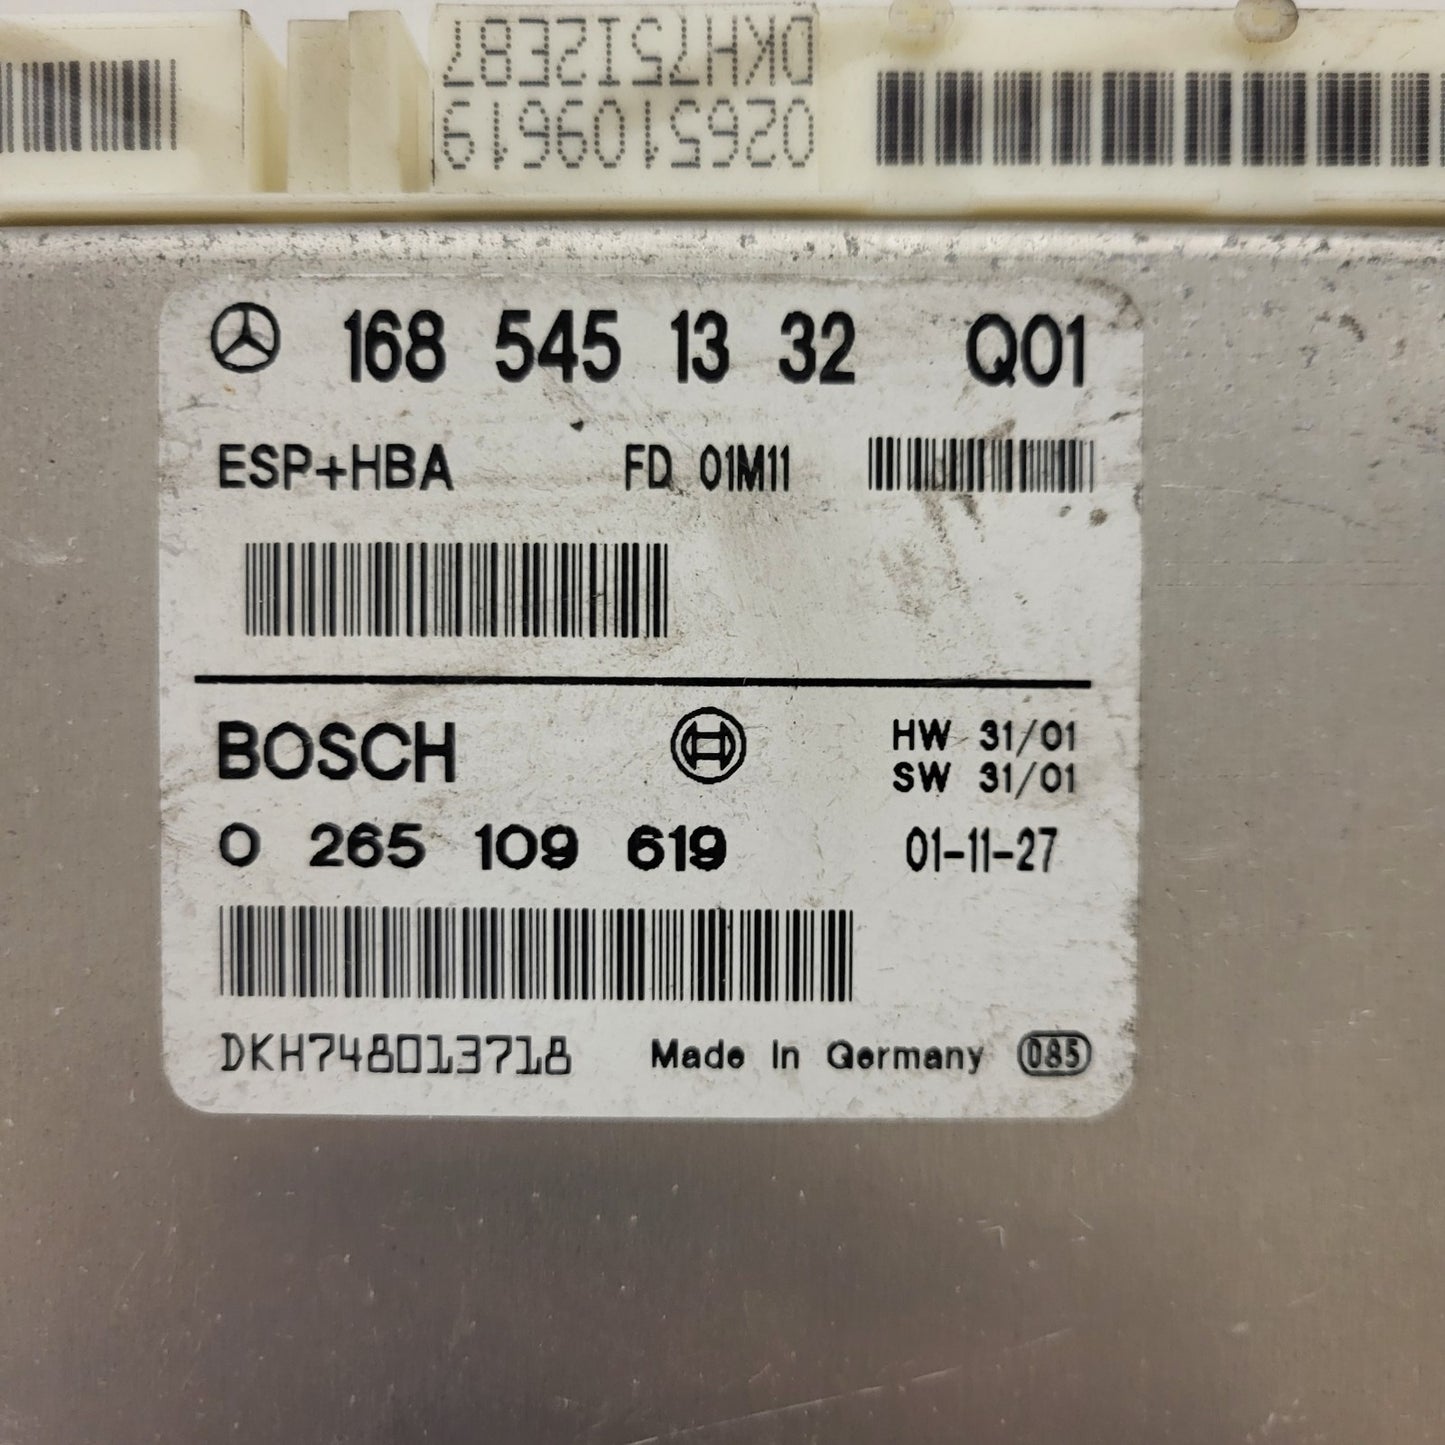 DKH75I2E87
0265109619
168 545 13 32 Q01
ESP+HBA FD 01M11
BOSCH HW 31/01
SW 31/01
0 265 109 619 01-11-27
DKH748013718 Made In Germany 085